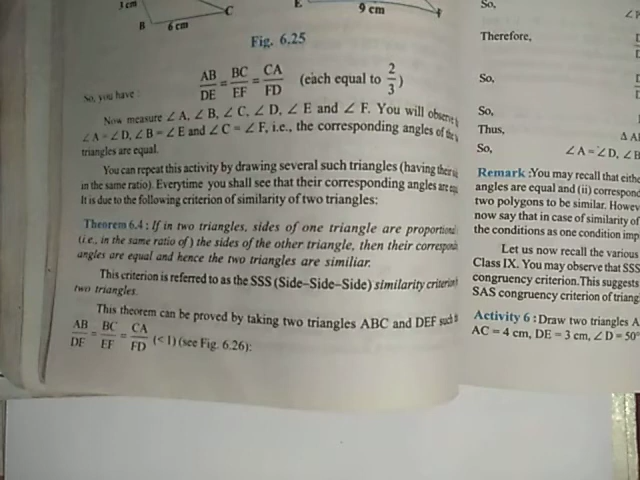 3 cm
B 6 cm C
E 9 cm F
Fig. 6.25
So, you have : AB/DE = BC/EF = CA/FD (each equal to 2/3)
Now measure ∠ A, ∠ B, ∠ C, ∠ D, ∠ E and ∠ F. You will observe
∠ A = ∠ D, ∠ B = ∠ E and ∠ C = ∠ F, i.e., the corresponding angles of the
triangles are equal.
You can repeat this activity by drawing several such triangles (having their
in the same ratio). Everytime you shall see that their corresponding angles are
It is due to the following criterion of similarity of two triangles:
Theorem 6.4 : If in two triangles, sides of one triangle are proportional
(i.e., in the same ratio of ) the sides of the other triangle, then their
angles are equal and hence the two triangles are similiar.
This criterion is referred to as the SSS (Side–Side–Side) similarity criterion
two triangles.
This theorem can be proved by taking two triangles ABC and DEF such
AB/DE = BC/EF = CA/FD (< 1) (see Fig. 6.26):
So,
Therefore,
So,
So,
Thus,
So, ∠ A = ∠ D, ∠ B
Remark : You may recall that
angles are equal and (ii)
two polygons to be similar.
now say that in case of similarity of
the conditions as one condition
Let us now recall the various
Class IX. You may observe that SSS
congruency criterion. This suggests
SAS congruency criterion of
Activity 6 : Draw two triangles A
AC = 4 cm, DE = 3 cm, ∠ D = 50°